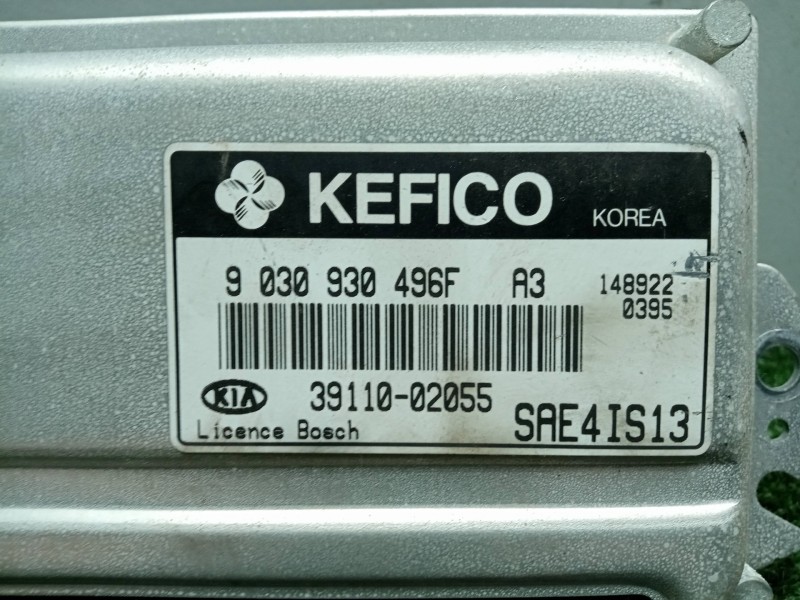 KEFICO KOREA
9 030 930 496F A3 148922
0395
KIA 39110-02055 SAE4IS13
Licence Bosch